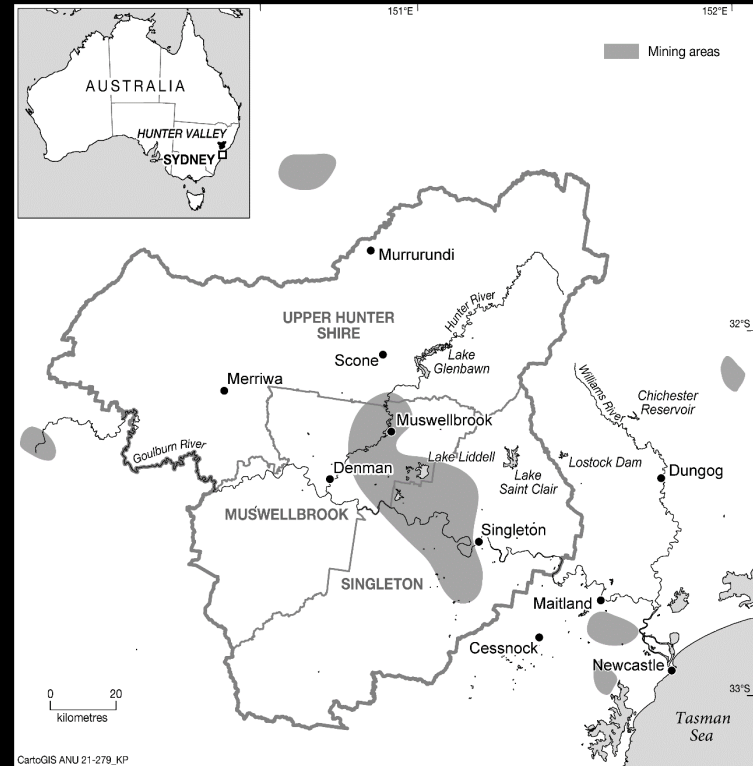 151°E
152°E
Mining areas
AUSTRALIA
HUNTER VALLEY
SYDNEY
Murrurundi
Hunter River
UPPER HUNTER
SHIRE
32°S
Scone
Lake
Glenbawn
Merriwa
Williams River
Chichester
Reservoir
Muswellbrook
Goulburn River
Lake Liddell
Denman
Lake
Saint Clair
Lostock Dam
Dungog
MUSWELLBROOK
Singleton
SINGLETON
Maitland
Cessnock
Newcastle
33°S
0 20
kilometres
Tasman
Sea
CartoGIS ANU 21-279_KP